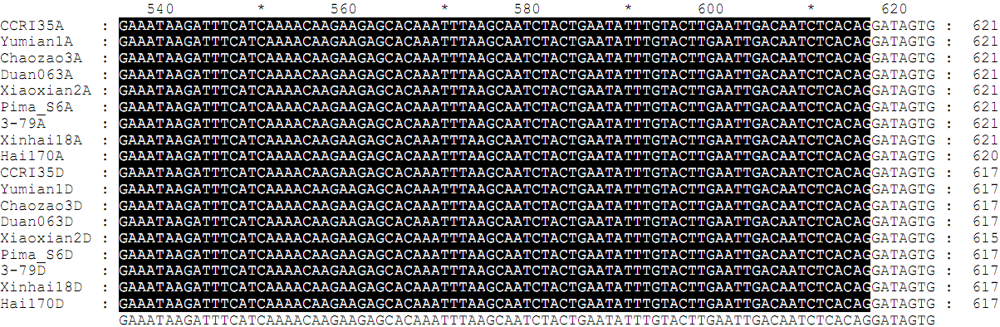 540 * 560 * 580 * 600 * 620
CCRI35A : GAAATAAGATTTCATCAAAACAAGAAGAGCACAAATTTAAGCAATCTACTGAATATTTGTACTTGAATTGACAATCTCACAGGATAGTG : 621
Yumian1A : GAAATAAGATTTCATCAAAACAAGAAGAGCACAAATTTAAGCAATCTACTGAATATTTGTACTTGAATTGACAATCTCACAGGATAGTG : 621
Chaozao3A : GAAATAAGATTTCATCAAAACAAGAAGAGCACAAATTTAAGCAATCTACTGAATATTTGTACTTGAATTGACAATCTCACAGGATAGTG : 621
Duan063A : GAAATAAGATTTCATCAAAACAAGAAGAGCACAAATTTAAGCAATCTACTGAATATTTGTACTTGAATTGACAATCTCACAGGATAGTG : 621
Xiaoxian2A : GAAATAAGATTTCATCAAAACAAGAAGAGCACAAATTTAAGCAATCTACTGAATATTTGTACTTGAATTGACAATCTCACAGGATAGTG : 621
Pima_S6A : GAAATAAGATTTCATCAAAACAAGAAGAGCACAAATTTAAGCAATCTACTGAATATTTGTACTTGAATTGACAATCTCACAGGATAGTG : 621
3-79A : GAAATAAGATTTCATCAAAACAAGAAGAGCACAAATTTAAGCAATCTACTGAATATTTGTACTTGAATTGACAATCTCACAGGATAGTG : 621
Xinhai18A : GAAATAAGATTTCATCAAAACAAGAAGAGCACAAATTTAAGCAATCTACTGAATATTTGTACTTGAATTGACAATCTCACAGGATAGTG : 621
Hai170A : GAAATAAGATTTCATCAAAACAAGAAGAGCACAAATTTAAGCAATCTACTGAATATTTGTACTTGAATTGACAATCTCACAGGATAGTG : 620
CCRI35D : GAAATAAGATTTCATCAAAACAAGAAGAGCACAAATTTAAGCAATCTACTGAATATTTGTACTTGAATTGACAATCTCACAGGATAGTG : 617
Yumian1D : GAAATAAGATTTCATCAAAACAAGAAGAGCACAAATTTAAGCAATCTACTGAATATTTGTACTTGAATTGACAATCTCACAGGATAGTG : 617
Chaozao3D : GAAATAAGATTTCATCAAAACAAGAAGAGCACAAATTTAAGCAATCTACTGAATATTTGTACTTGAATTGACAATCTCACAGGATAGTG : 617
Duan063D : GAAATAAGATTTCATCAAAACAAGAAGAGCACAAATTTAAGCAATCTACTGAATATTTGTACTTGAATTGACAATCTCACAGGATAGTG : 617
Xiaoxian2D : GAAATAAGATTTCATCAAAACAAGAAGAGCACAAATTTAAGCAATCTACTGAATATTTGTACTTGAATTGACAATCTCACAGGATAGTG : 615
Pima_S6D : GAAATAAGATTTCATCAAAACAAGAAGAGCACAAATTTAAGCAATCTACTGAATATTTGTACTTGAATTGACAATCTCACAGGATAGTG : 617
3-79D : GAAATAAGATTTCATCAAAACAAGAAGAGCACAAATTTAAGCAATCTACTGAATATTTGTACTTGAATTGACAATCTCACAGGATAGTG : 617
Xinhai18D : GAAATAAGATTTCATCAAAACAAGAAGAGCACAAATTTAAGCAATCTACTGAATATTTGTACTTGAATTGACAATCTCACAGGATAGTG : 617
Hai170D : GAAATAAGATTTCATCAAAACAAGAAGAGCACAAATTTAAGCAATCTACTGAATATTTGTACTTGAATTGACAATCTCACAGGATAGTG : 617
GAAATAAGATTTCATCAAAACAAGAAGAGCACAAATTTAAGCAATCTACTGAATATTTGTACTTGAATTGACAATCTCACAGGATAGTG